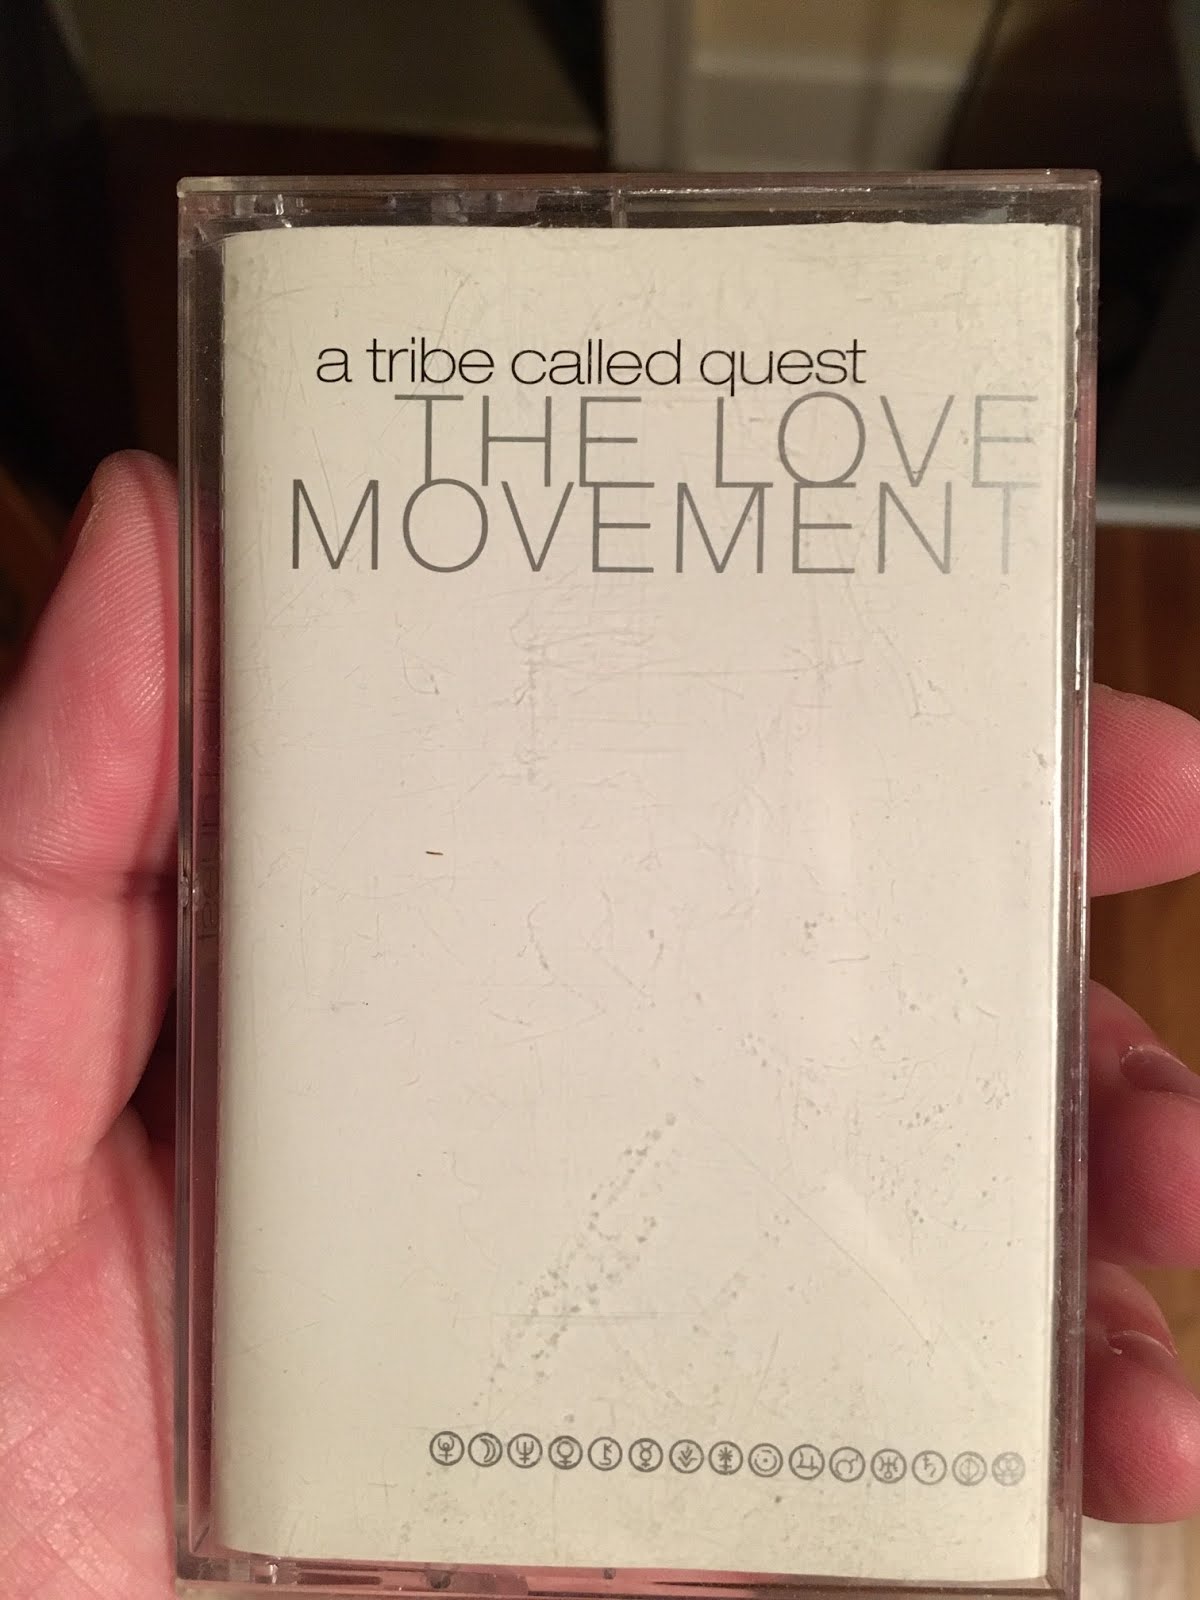 a tribe called quest
THE LOVE
MOVEMENT